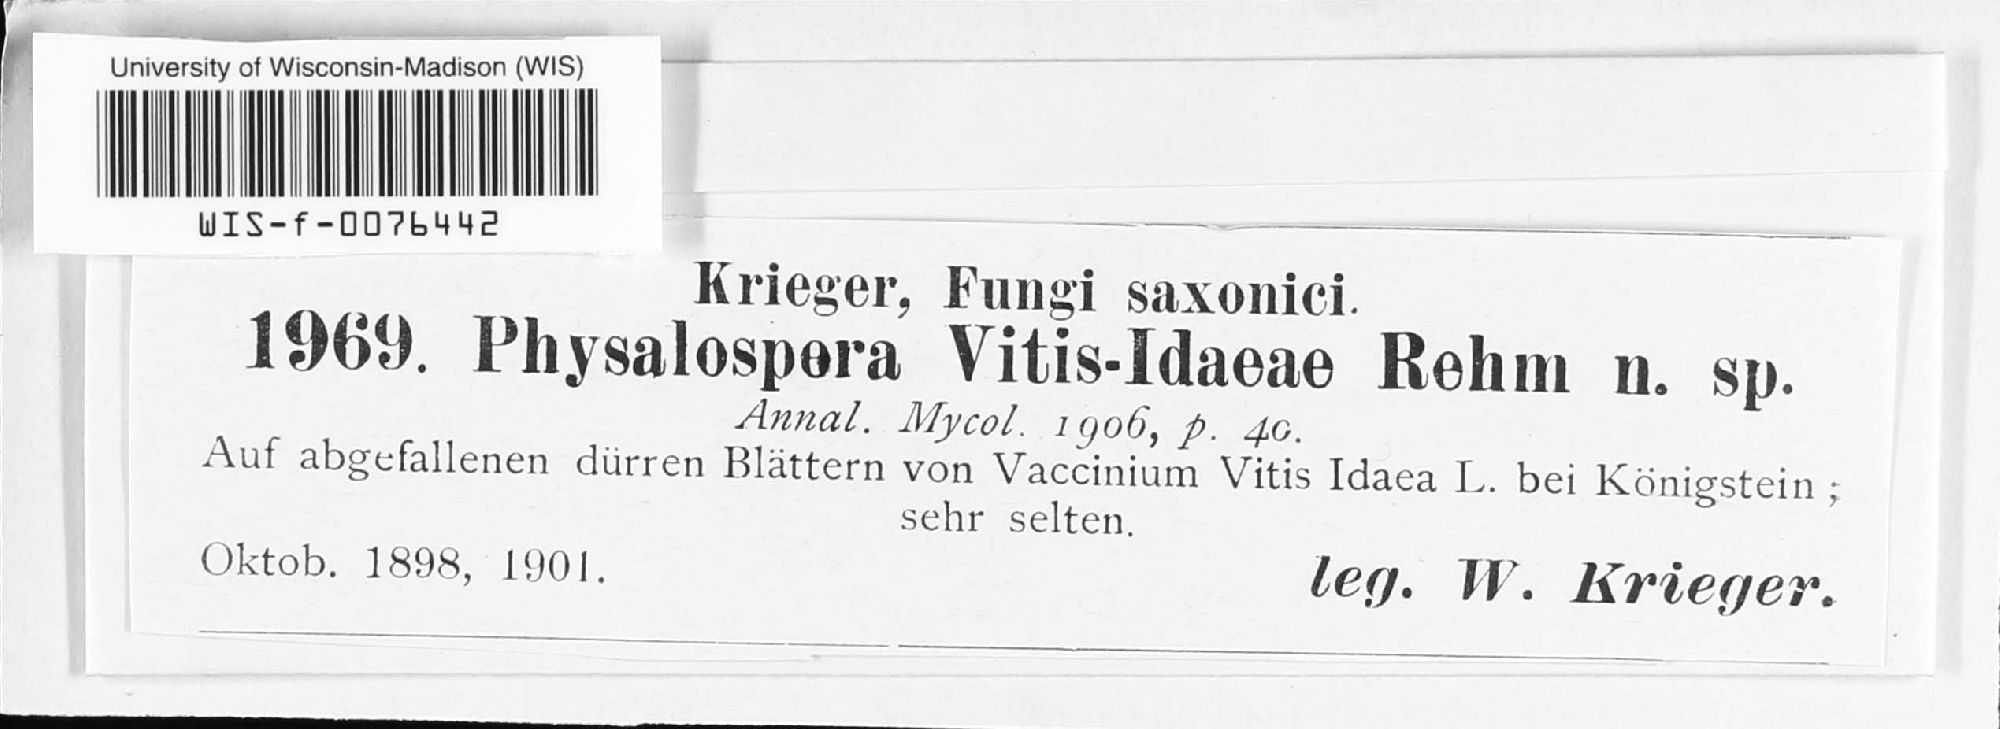 University of Wisconsin-Madison (WIS)
WIS-f-0076442
Krieger, Fungi saxonici.
1969. Physalospora Vitis-Idaeae Rehm n. sp.
Annal. Mycol. 1906, p. 40.
Auf abgefallenen dürren Blättern von Vaccinium Vitis Idaea L. bei Königstein;
sehr selten.
Oktob. 1898, 1901.
leg. W. Krieger.